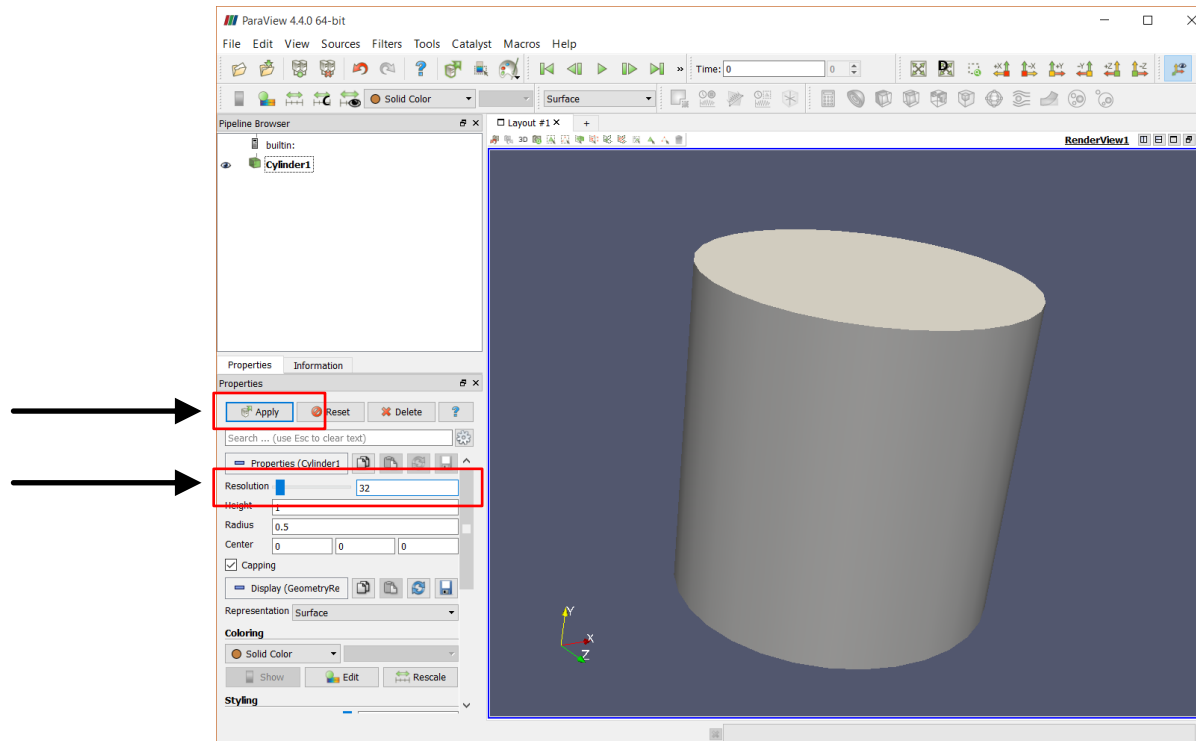 ParaView 4.4.0 64-bit
File Edit View Sources Filters Tools Catalyst Macros Help
Time: 0 0
Solid Color Surface
Pipeline Browser
Layout #1
3D
RenderView1
builtin:
Cylinder1
Properties Information
Properties
Apply Reset Delete ?
Search ... (use Esc to clear text)
Properties (Cylinder1
Resolution 32
Height 1
Radius 0.5
Center 0 0 0
Capping
Display (GeometryRe
Representation Surface
Coloring
Solid Color
Show Edit Rescale
Styling
Y
X
Z